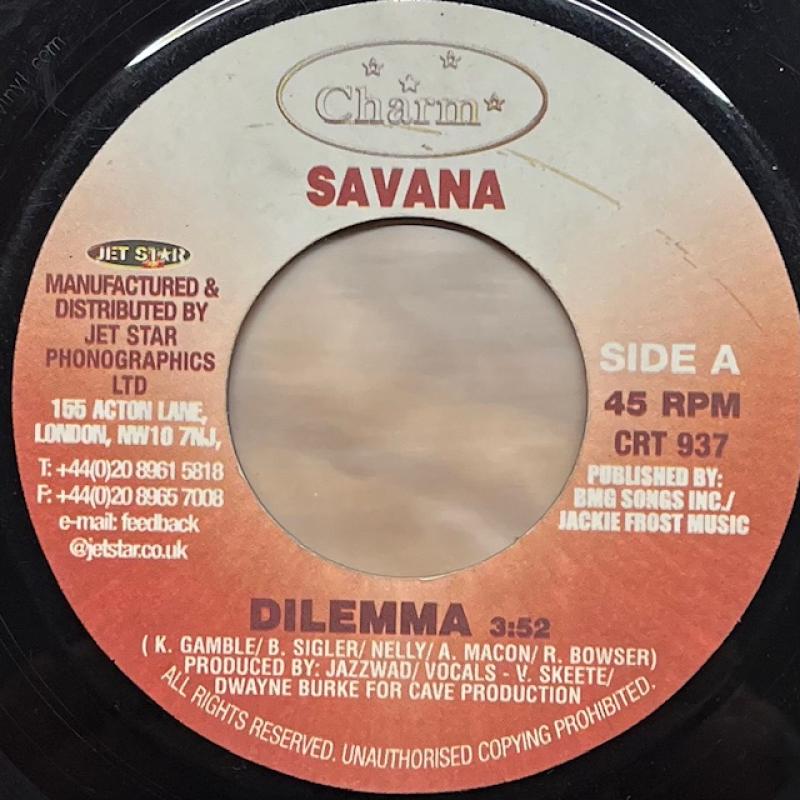 Charm
SAVANA
JET STAR
MANUFACTURED &
DISTRIBUTED BY
JET STAR
PHONOGRAPHICS
LTD
155 ACTON LANE,
LONDON, NW10 7NJ,
T: +44(0)20 8961 5818
F: +44(0)20 8965 7008
e-mail: feedback
@jetstar.co.uk
SIDE A
45 RPM
CRT 937
PUBLISHED BY:
BMG SONGS INC./
JACKIE FROST MUSIC
DILEMMA 3:52
( K. GAMBLE/ B. SIGLER/ NELLY/ A. MACON/ R. BOWSER)
PRODUCED BY: JAZZWAD/ VOCALS - V. SKEETE/
DWAYNE BURKE FOR CAVE PRODUCTION
ALL RIGHTS RESERVED. UNAUTHORISED COPYING PROHIBITED.